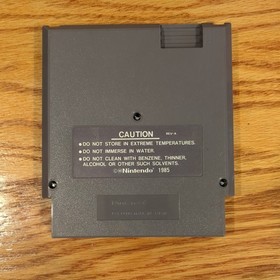 CAUTION
• DO NOT STORE IN EXTREME TEMPERATURES.
• DO NOT IMMERSE IN WATER.
• DO NOT CLEAN WITH BENZENE, THINNER,
ALCOHOL OR OTHER SUCH SOLVENTS.
©®Nintendo 1985